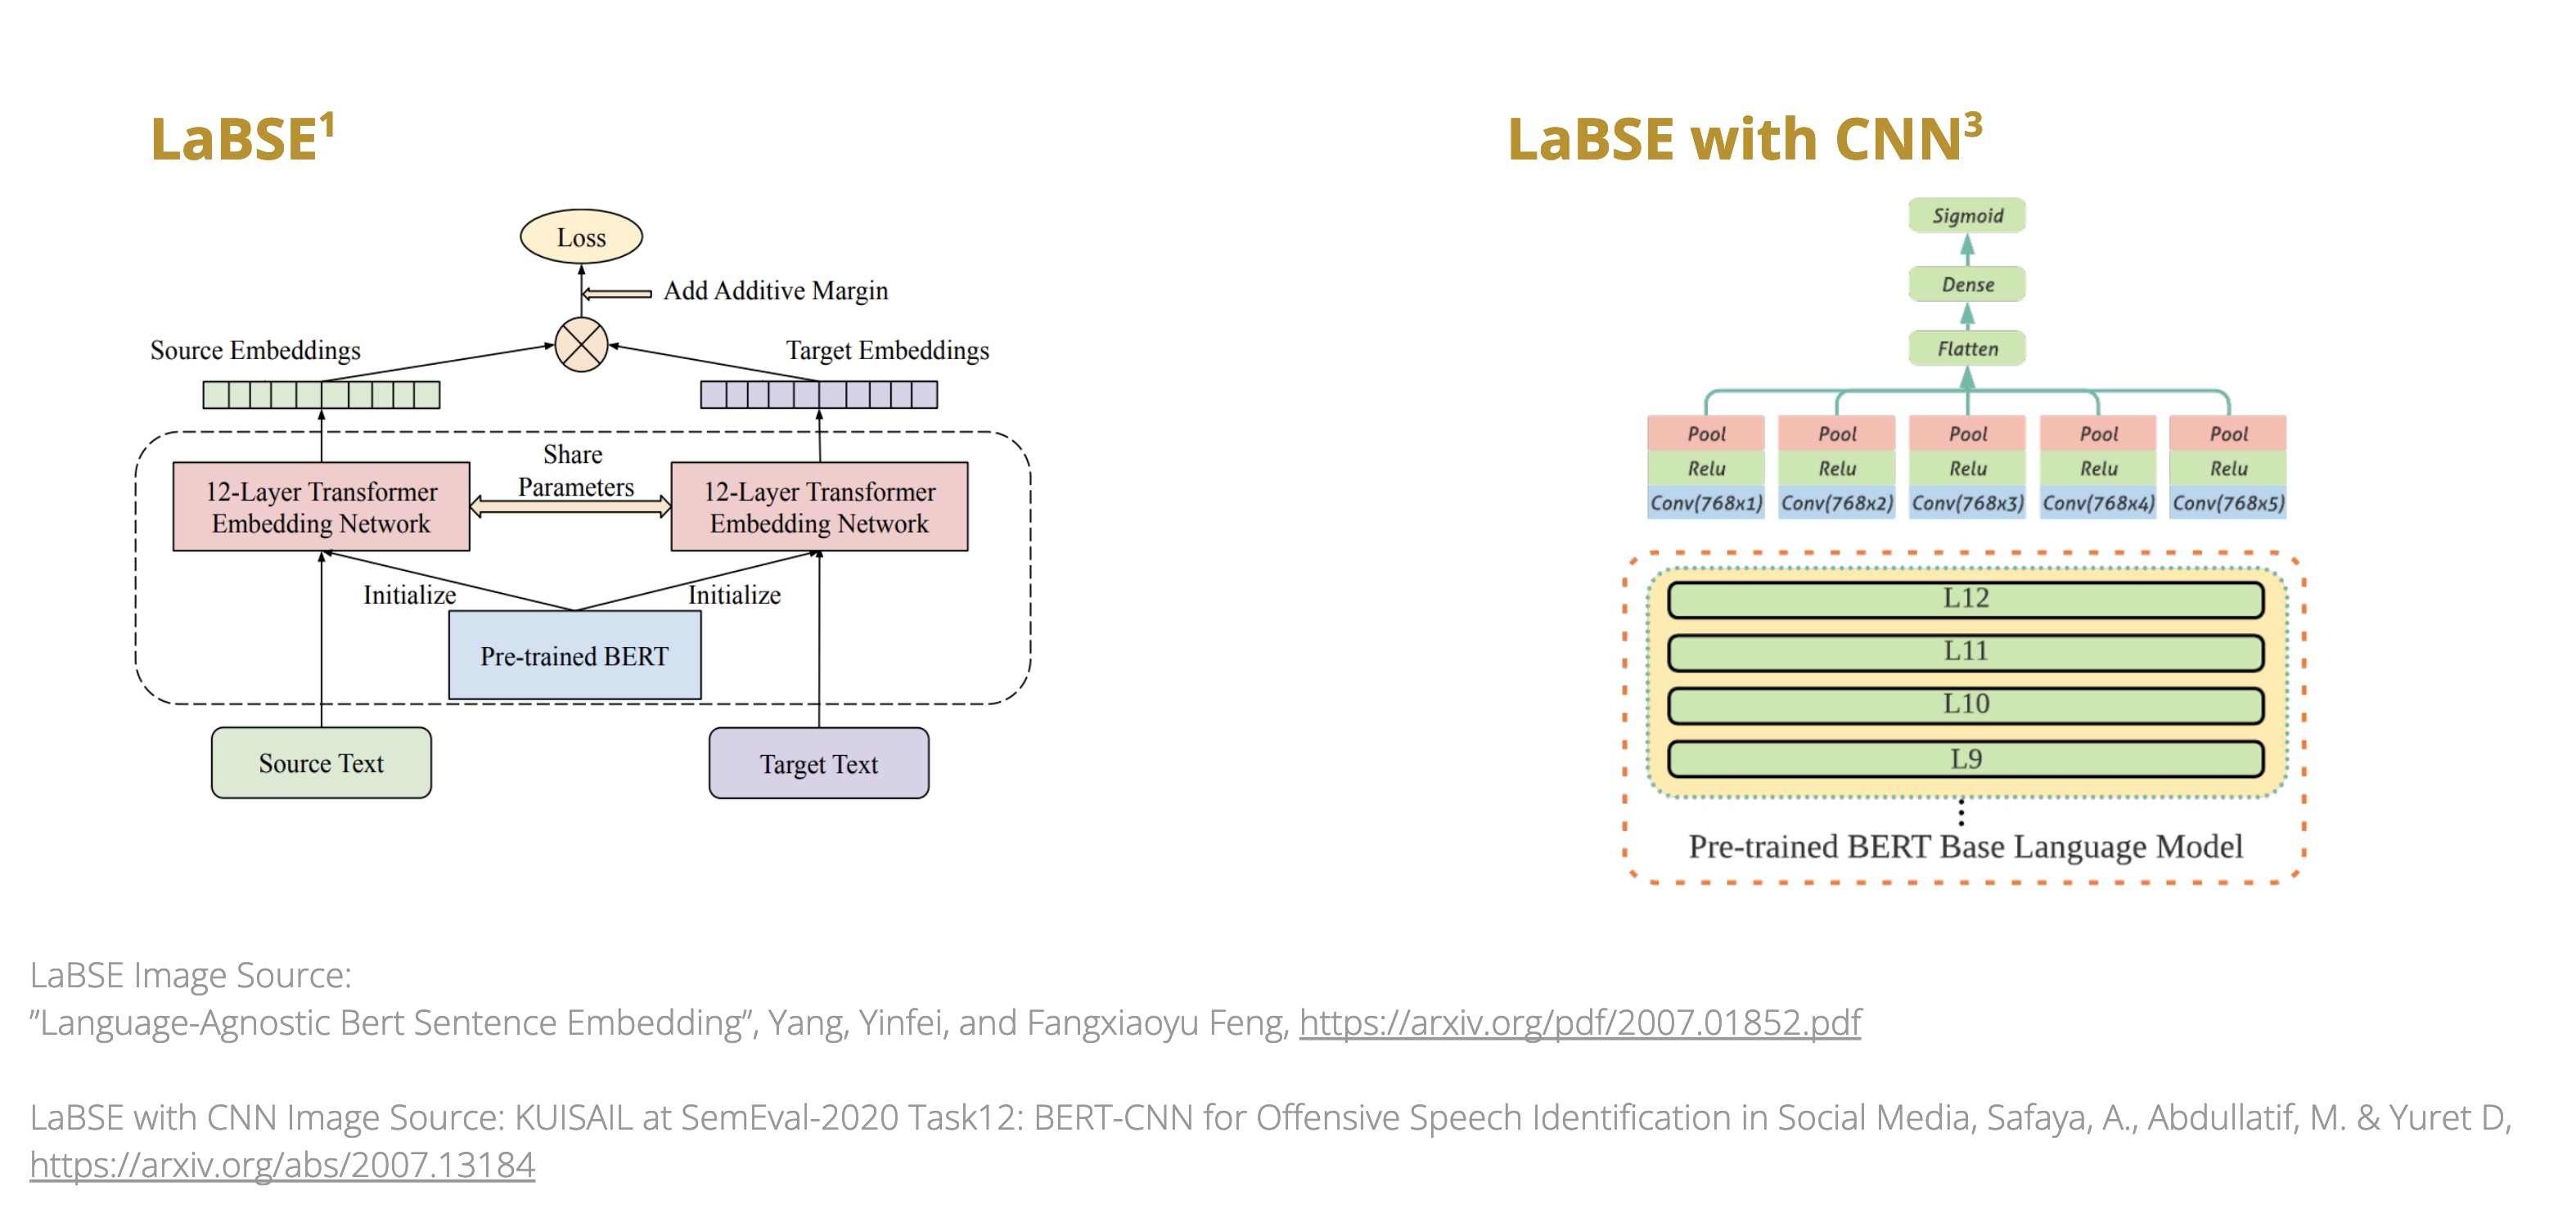 LaBSE¹
Loss
Add Additive Margin
Source Embeddings
Target Embeddings
Share
Parameters
12-Layer Transformer
Embedding Network
12-Layer Transformer
Embedding Network
Initialize
Initialize
Pre-trained BERT
Source Text
Target Text
LaBSE with CNN³
Sigmoid
Dense
Flatten
Pool Pool Pool Pool Pool
Relu Relu Relu Relu Relu
Conv(768x1) Conv(768x2) Conv(768x3) Conv(768x4) Conv(768x5)
L12
L11
L10
L9
Pre-trained BERT Base Language Model
LaBSE Image Source:
”Language-Agnostic Bert Sentence Embedding”, Yang, Yinfei, and Fangxiaoyu Feng, https://arxiv.org/pdf/2007.01852.pdf
LaBSE with CNN Image Source: KUISAIL at SemEval-2020 Task12: BERT-CNN for Offensive Speech Identification in Social Media, Safaya, A., Abdullatif, M. & Yuret D,
https://arxiv.org/abs/2007.13184